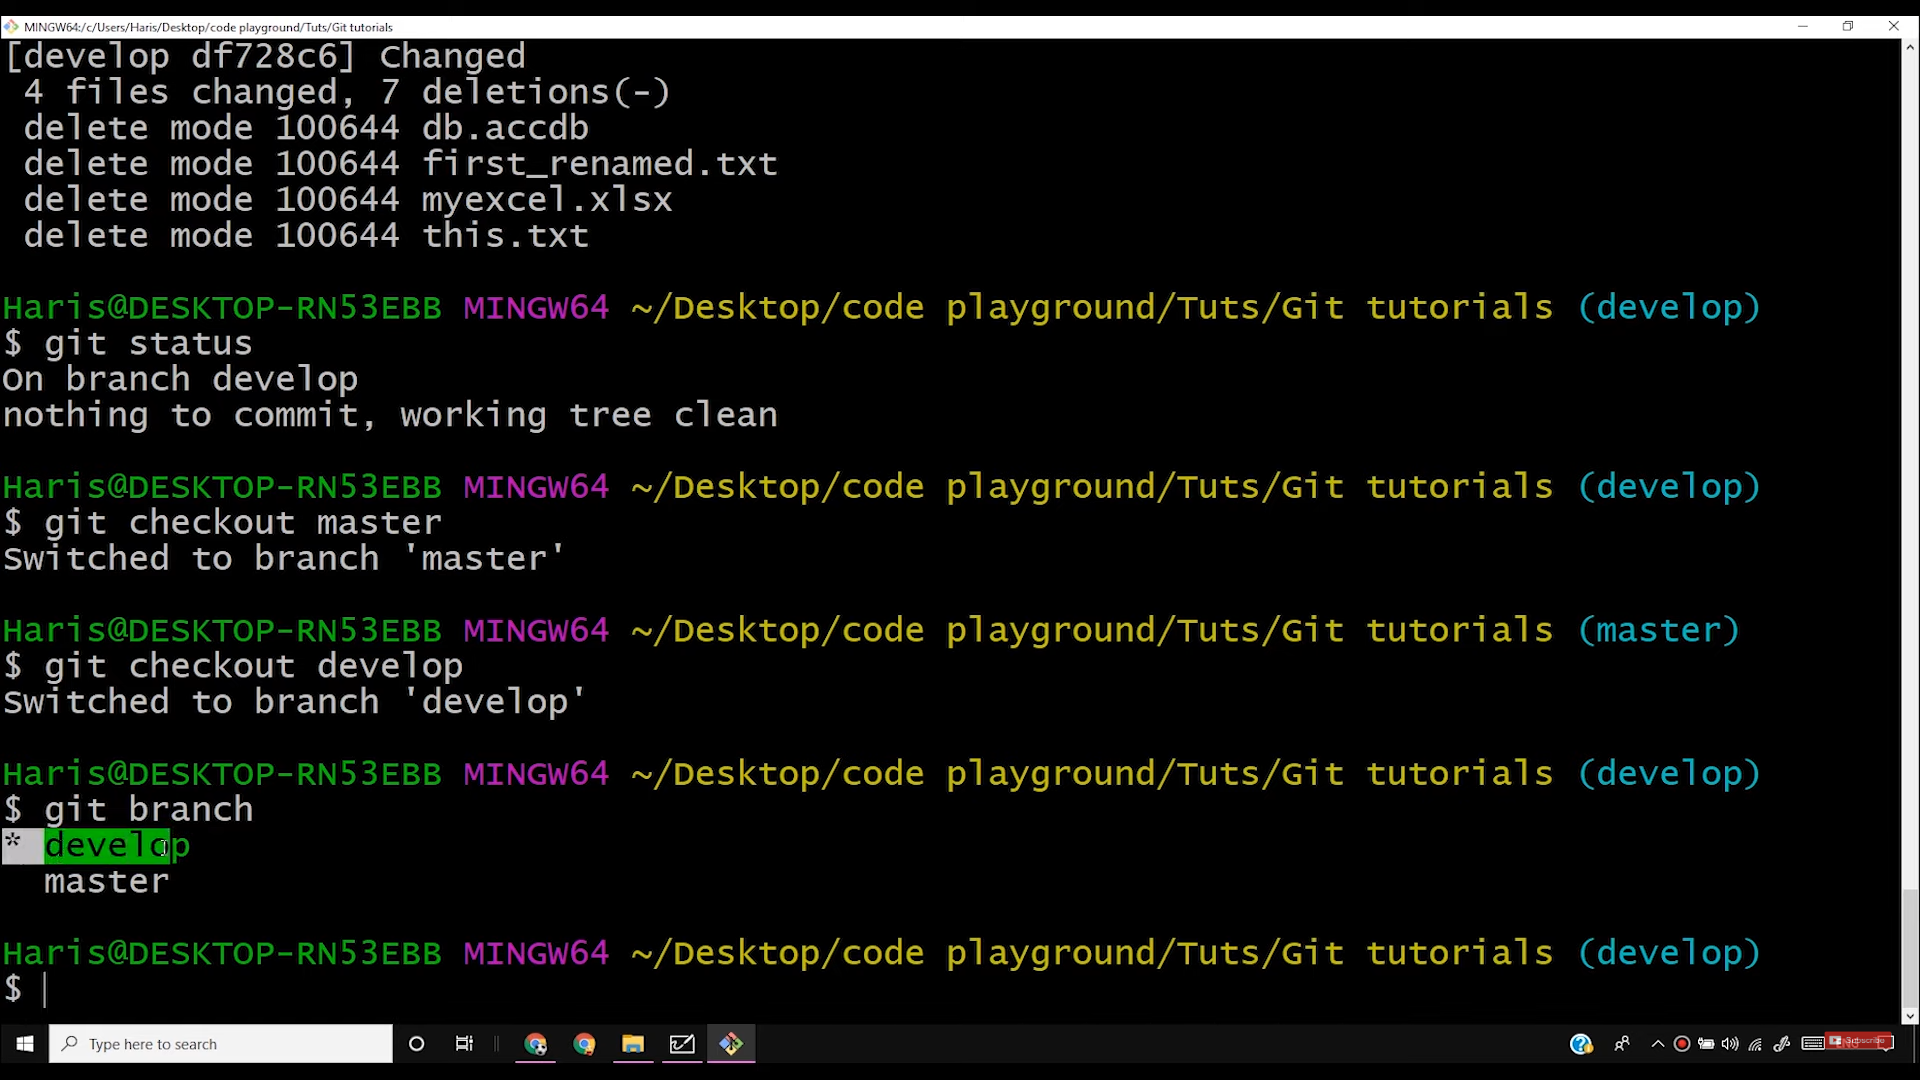 MINGW64:/c/Users/Haris/Desktop/code playground/Tuts/Git tutorials
[develop df728c6] Changed
 4 files changed, 7 deletions(-)
 delete mode 100644 db.accdb
 delete mode 100644 first_renamed.txt
 delete mode 100644 myexcel.xlsx
 delete mode 100644 this.txt
Haris@DESKTOP-RN53EBB MINGW64 ~/Desktop/code playground/Tuts/Git tutorials (develop)
$ git status
On branch develop
nothing to commit, working tree clean
Haris@DESKTOP-RN53EBB MINGW64 ~/Desktop/code playground/Tuts/Git tutorials (develop)
$ git checkout master
Switched to branch 'master'
Haris@DESKTOP-RN53EBB MINGW64 ~/Desktop/code playground/Tuts/Git tutorials (master)
$ git checkout develop
Switched to branch 'develop'
Haris@DESKTOP-RN53EBB MINGW64 ~/Desktop/code playground/Tuts/Git tutorials (develop)
$ git branch
* develop
  master
Haris@DESKTOP-RN53EBB MINGW64 ~/Desktop/code playground/Tuts/Git tutorials (develop)
$
Type here to search
Subscribe